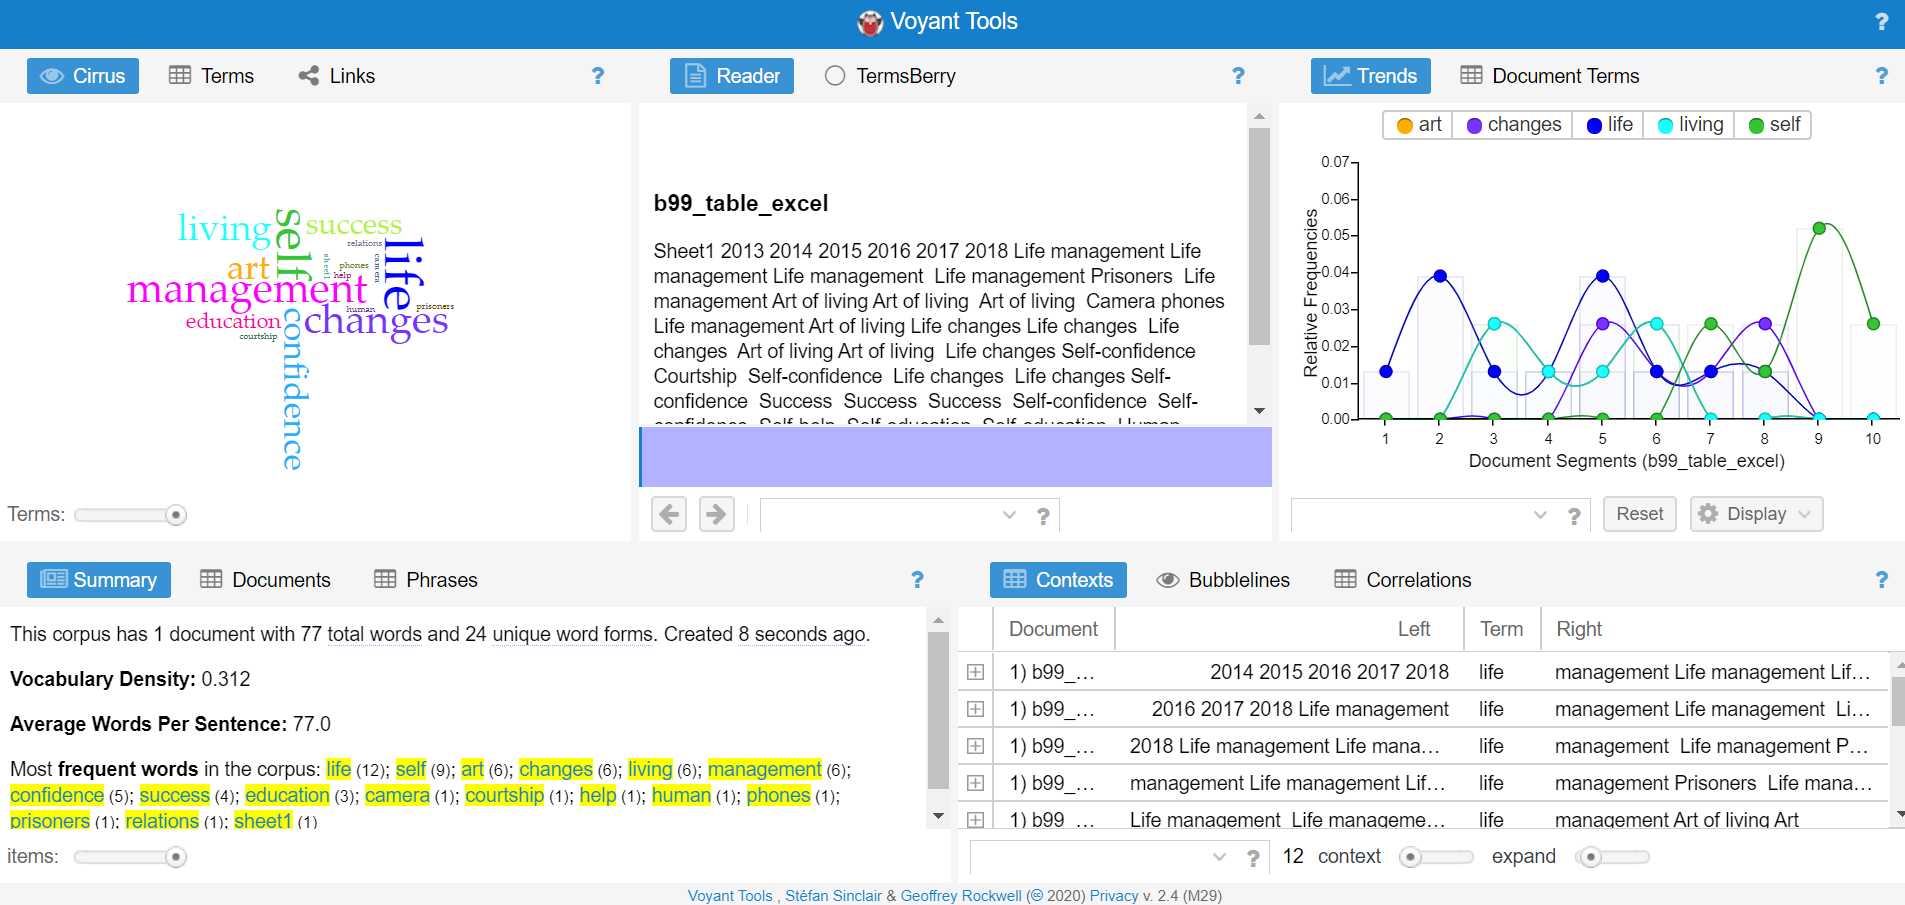 Voyant Tools
?
Cirrus Terms Links ?
living self success
relations life
art sheet1 phones camera
help
management
human prisoners
education confidence changes
courtship
Terms:
Reader TermsBerry ?
b99_table_excel
Sheet1 2013 2014 2015 2016 2017 2018 Life management Life
management Life management Life management Prisoners Life
management Art of living Art of living Art of living Camera phones
Life management Art of living Life changes Life changes Life
changes Art of living Art of living Life changes Self-confidence
Courtship Self-confidence Life changes Life changes Self-
confidence Success Success Success Self-confidence Self-
confidence Self-help Self-education Self-education Human
?
Trends Document Terms ?
art changes life living self
Relative Frequencies
0.07
0.06
0.05
0.04
0.03
0.02
0.01
0.00
1 2 3 4 5 6 7 8 9 10
Document Segments (b99_table_excel)
? Reset Display
Summary Documents Phrases ?
This corpus has 1 document with 77 total words and 24 unique word forms. Created 8 seconds ago.
Vocabulary Density: 0.312
Average Words Per Sentence: 77.0
Most frequent words in the corpus: life (12); self (9); art (6); changes (6); living (6); management (6);
confidence (5); success (4); education (3); camera (1); courtship (1); help (1); human (1); phones (1);
prisoners (1); relations (1); sheet1 (1)
items:
Contexts Bubblelines Correlations ?
Document Left Term Right
1) b99_... 2014 2015 2016 2017 2018 life management Life management Lif...
1) b99_... 2016 2017 2018 Life management life management Life management Li...
1) b99_... 2018 Life management Life mana... life management Life management P...
1) b99_... management Life management Lif... life management Prisoners Life mana...
1) b99_... Life management Life manageme... life management Art of living Art
? 12 context expand
Voyant Tools , Stéfan Sinclair & Geoffrey Rockwell (cc 2020) Privacy v. 2.4 (M29)